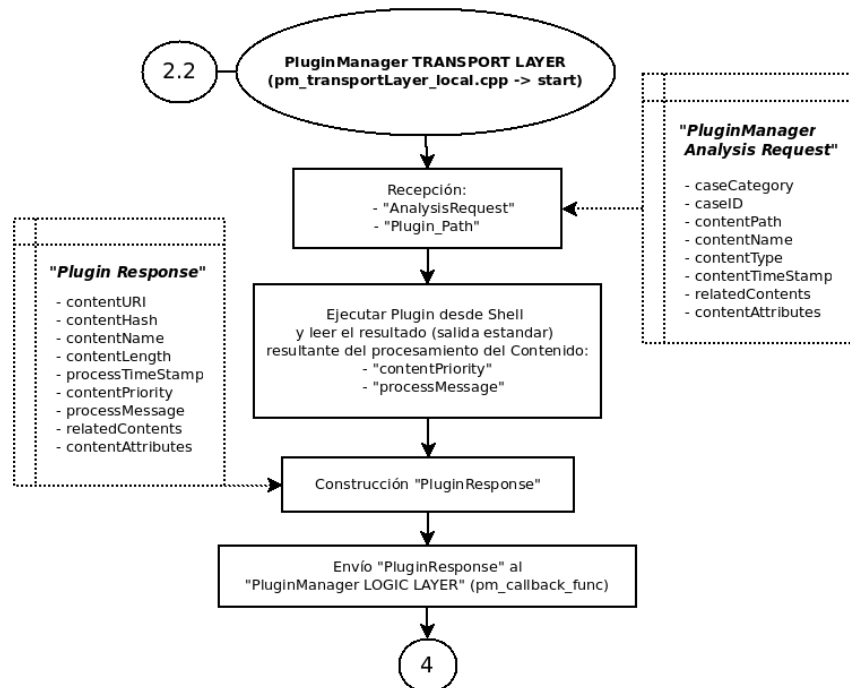 2.2
PluginManager TRANSPORT LAYER
(pm_transportLayer_local.cpp -> start)
"PluginManager
Analysis Request"
- caseCategory
- caseID
- contentPath
- contentName
- contentType
- contentTimeStamp
- relatedContents
- contentAttributes
Recepción:
- "AnalysisRequest"
- "Plugin_Path"
"Plugin Response"
- contentURI
- contentHash
- contentName
- contentLength
- processTimeStamp
- contentPriority
- processMessage
- relatedContents
- contentAttributes
Ejecutar Plugin desde Shell
y leer el resultado (salida estandar)
resultante del procesamiento del Contenido:
- "contentPriority"
- "processMessage"
Construcción "PluginResponse"
Envío "PluginResponse" al
"PluginManager LOGIC LAYER" (pm_callback_func)
4